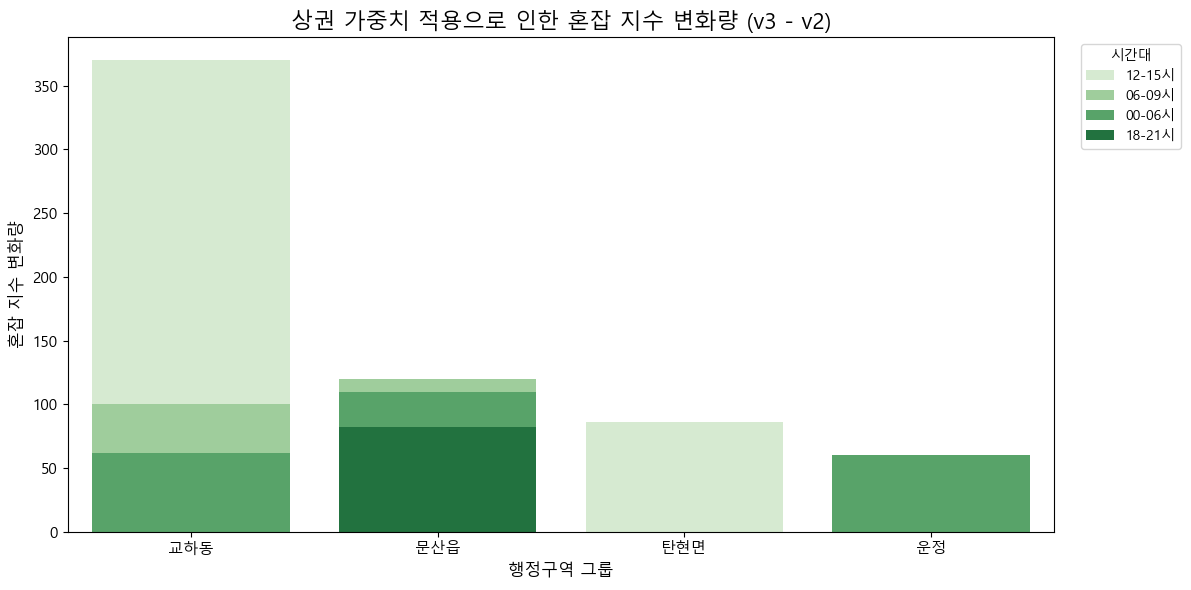 상권 가중치 적용으로 인한 혼잡 지수 변화량 (v3 - v2)
혼잡 지수 변화량
350
300
250
200
150
100
50
0
교하동
문산읍
탄현면
운정
행정구역 그룹
시간대
12-15시
06-09시
00-06시
18-21시